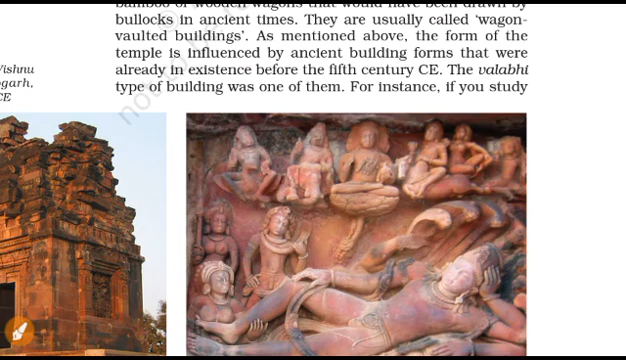 bamboo or wooden wagons that would have been drawn by
bullocks in ancient times. They are usually called ‘wagon-
vaulted buildings’. As mentioned above, the form of the
temple is influenced by ancient building forms that were
already in existence before the fifth century CE. The valabhi
type of building was one of them. For instance, if you study
Vishnu
ogarh,
CE